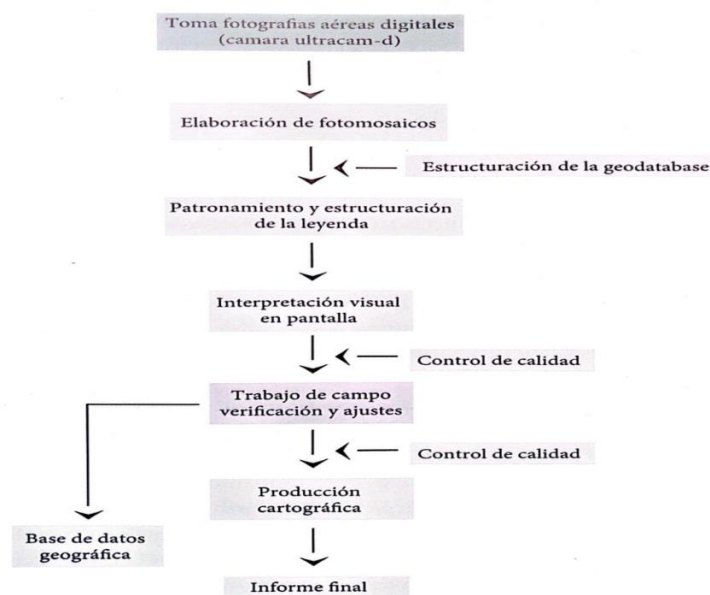 Toma fotografias aéreas digitales
(camara ultracam-d)
Elaboración de fotomosaicos
Estructuración de la geodatabase
Patronamiento y estructuración
de la leyenda
Interpretación visual
en pantalla
Control de calidad
Trabajo de campo
verificación y ajustes
Control de calidad
Producción
cartográfica
Base de datos
geográfica
Informe final